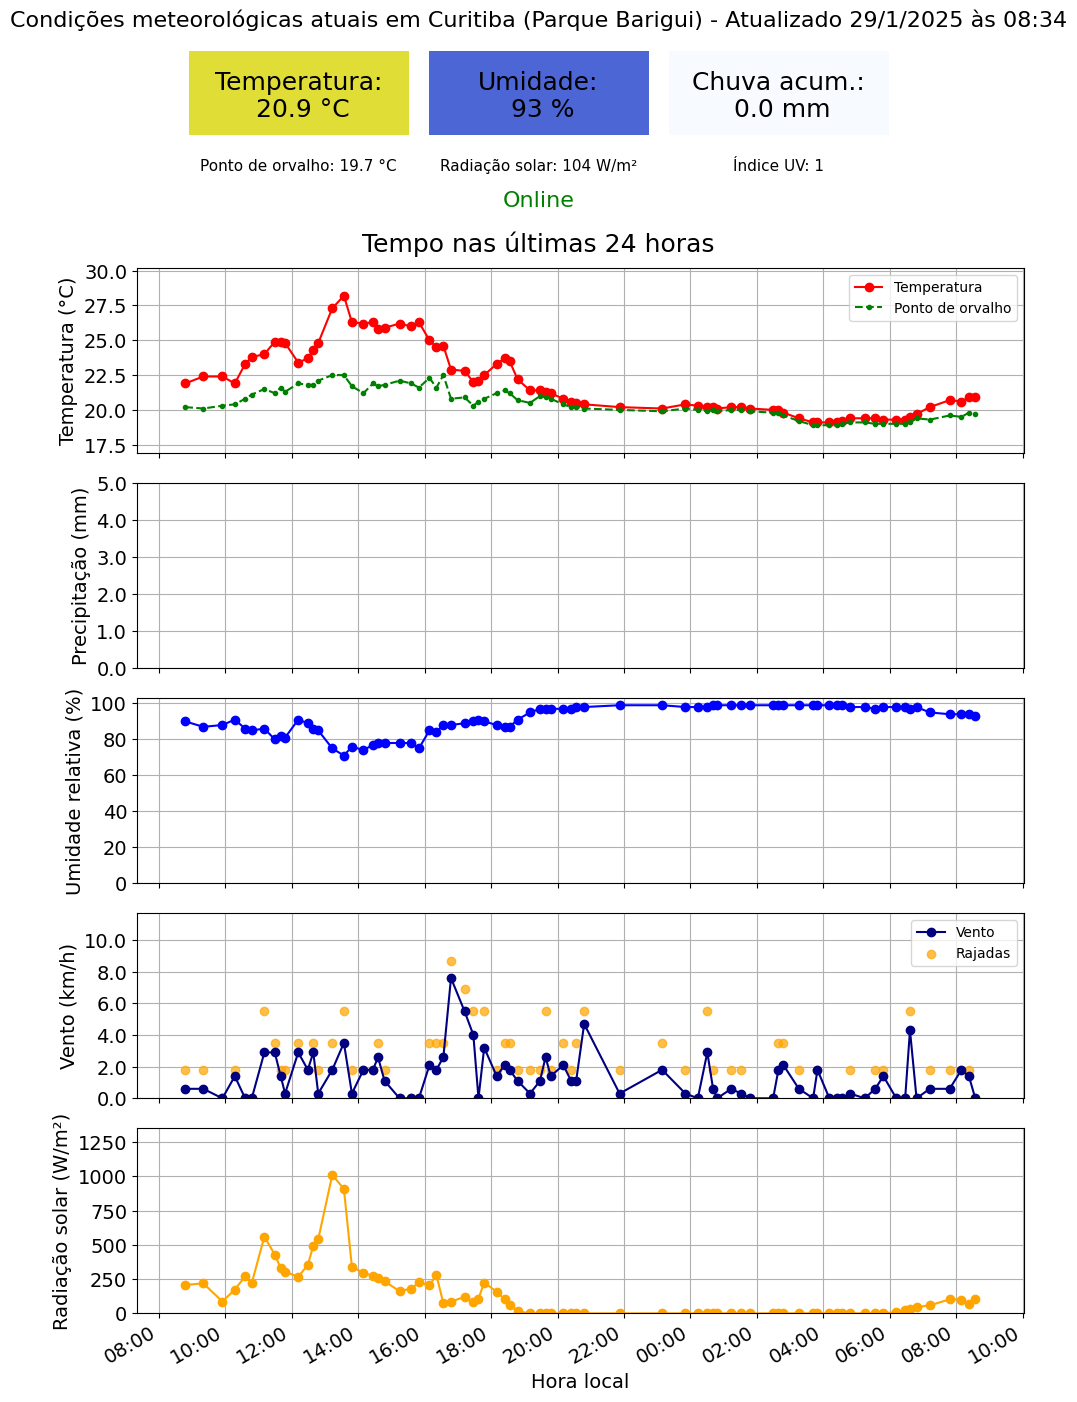 Condições meteorológicas atuais em Curitiba (Parque Barigui) - Atualizado 29/1/2025 às 08:34
Temperatura:
20.9 °C
Umidade:
93 %
Chuva acum.:
0.0 mm
Ponto de orvalho: 19.7 °C
Radiação solar: 104 W/m²
Índice UV: 1
Online
Tempo nas últimas 24 horas
Temperatura (°C)
30.0
27.5
25.0
22.5
20.0
17.5
Temperatura
Ponto de orvalho
Precipitação (mm)
5.0
4.0
3.0
2.0
1.0
0.0
Umidade relativa (%)
100
80
60
40
20
0
Vento (km/h)
10.0
8.0
6.0
4.0
2.0
0.0
Vento
Rajadas
Radiação solar (W/m²)
1250
1000
750
500
250
0
08:00
10:00
12:00
14:00
16:00
18:00
20:00
22:00
00:00
02:00
04:00
06:00
08:00
10:00
Hora local